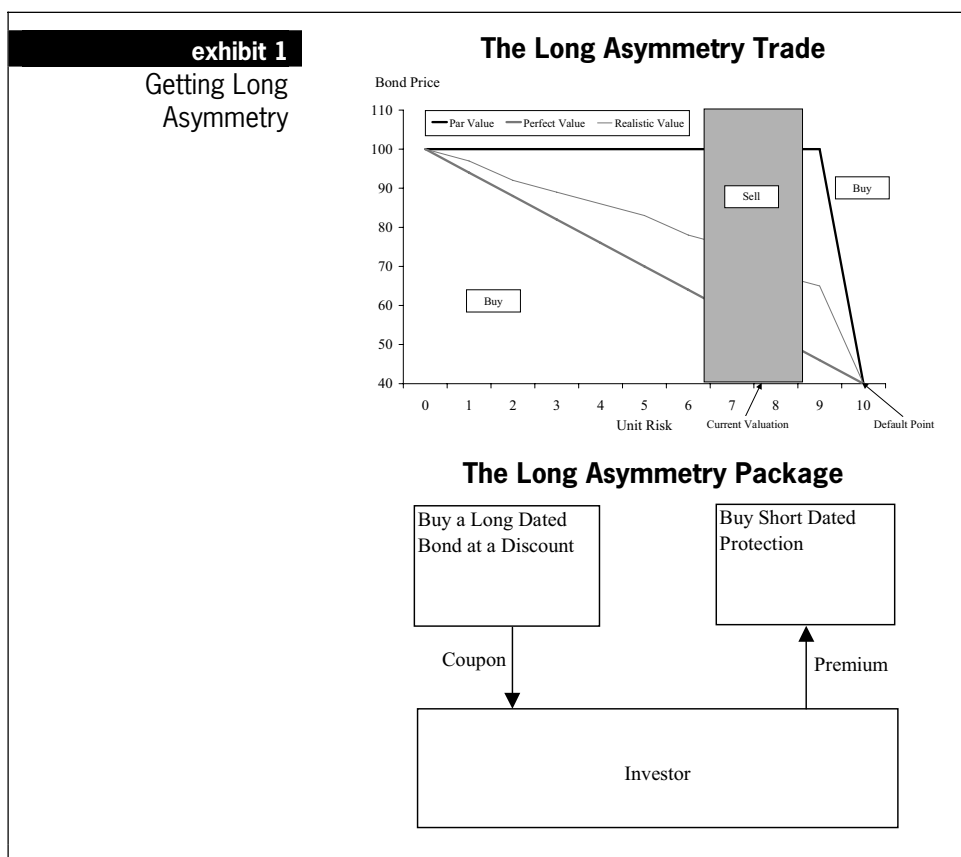 exhibit 1
Getting Long
Asymmetry
The Long Asymmetry Trade
Bond Price
110
100
90
80
70
60
50
40
Par Value
Perfect Value
Realistic Value
Sell
Buy
Buy
0 1 2 3 4 5 6 7 8 9 10
Unit Risk
Current Valuation
Default Point
The Long Asymmetry Package
Buy a Long Dated
Bond at a Discount
Buy Short Dated
Protection
Coupon
Premium
Investor